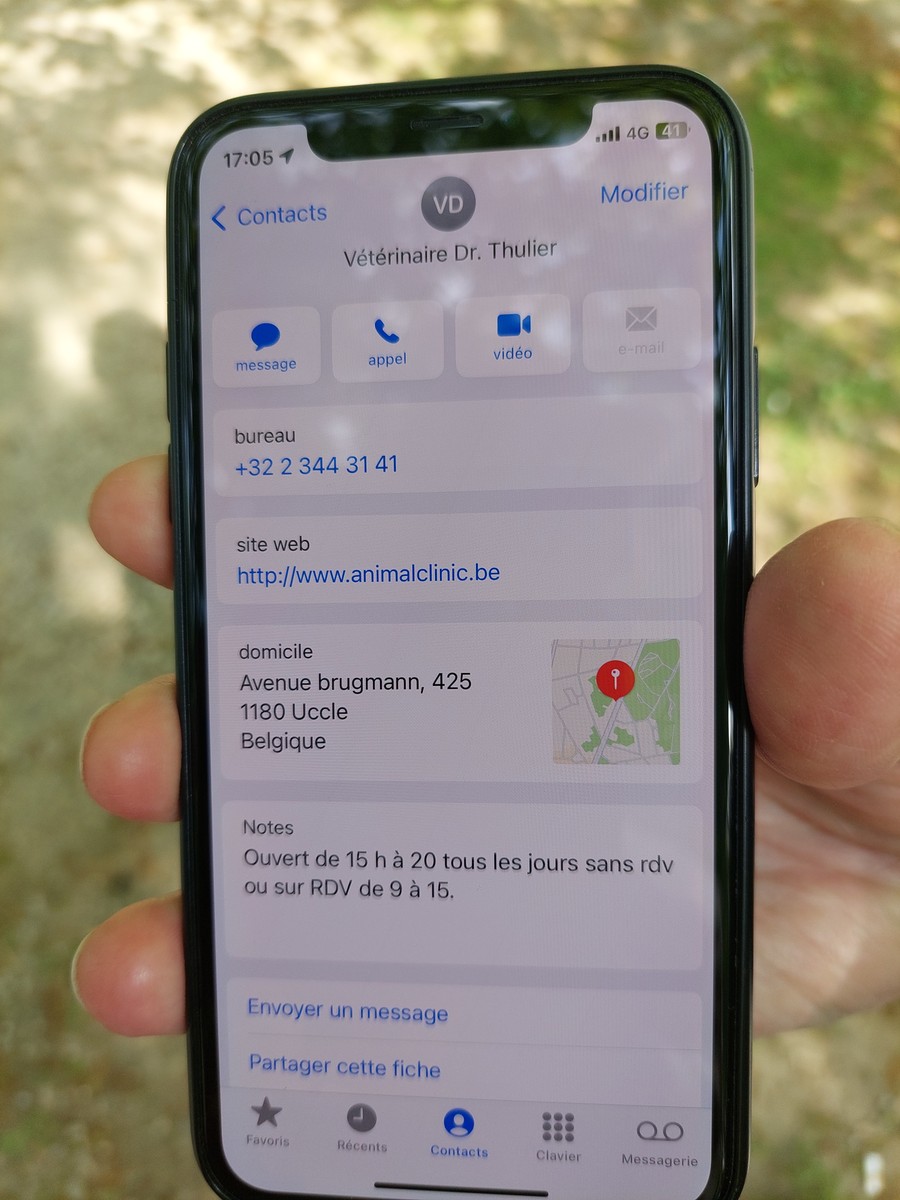 17:05
4G 41
Contacts
VD
Modifier
Vétérinaire Dr. Thulier
message
appel
vidéo
e-mail
bureau
+32 2 344 31 41
site web
http://www.animalclinic.be
domicile
Avenue brugmann, 425
1180 Uccle
Belgique
Notes
Ouvert de 15 h à 20 tous les jours sans rdv
ou sur RDV de 9 à 15.
Envoyer un message
Partager cette fiche
Favoris
Récents
Contacts
Clavier
Messagerie